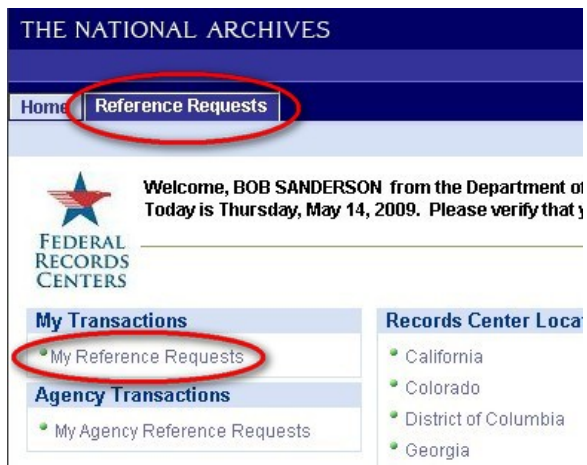 THE NATIONAL ARCHIVES
Home
Reference Requests
Welcome, BOB SANDERSON from the Department of
Today is Thursday, May 14, 2009. Please verify that
FEDERAL
RECORDS
CENTERS
My Transactions
My Reference Requests
Agency Transactions
My Agency Reference Requests
Records Center
California
Colorado
District of Columbia
Georgia